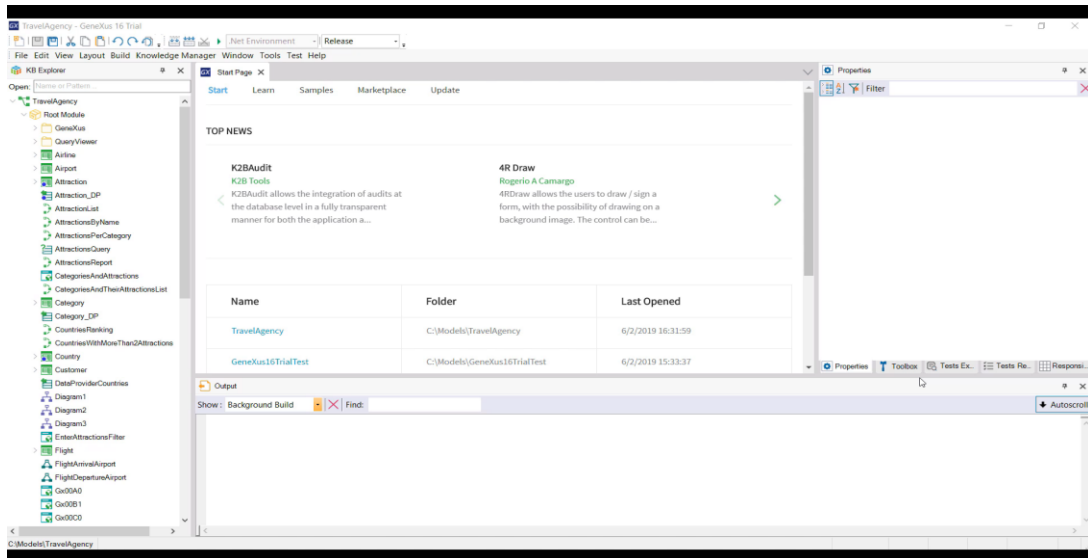 TravelAgency - GeneXus 16 Trial
.Net Environment Release
File Edit View Layout Build Knowledge Manager Window Tools Test Help
KB Explorer
Open: Name or Pattern...
TravelAgency
Root Module
GeneXus
QueryViewer
Airline
Airport
Attraction
Attraction_DP
AttractionList
AttractionsByName
AttractionsPerCategory
AttractionsQuery
AttractionsReport
CategoriesAndAttractions
CategoriesAndTheirAttractionsList
Category
Category_DP
CountriesRanking
CountriesWithMoreThan2Attractions
Country
Customer
DataProviderCountries
Diagram1
Diagram2
Diagram3
EnterAttractionsFilter
Flight
FlightArrivalAirport
FlightDepartureAirport
Gx00A0
Gx00B1
Gx00C0
C:\Models\TravelAgency
GX Start Page
Start Learn Samples Marketplace Update
TOP NEWS
K2BAudit
K2B Tools
K2BAudit allows the integration of audits at
the database level in a fully transparent
manner for both the application a...
4R Draw
Rogerio A Camargo
4RDraw allows the users to draw / sign a
form, with the possibility of drawing on a
background image. The control can be...
Name Folder Last Opened
TravelAgency C:\Models\TravelAgency 6/2/2019 16:31:59
GeneXus16TrialTest C:\Models\GeneXus16TrialTest 6/2/2019 15:33:37
Output
Show: Background Build Find:
Autoscroll
Properties
Filter
Properties Toolbox Tests Ex.. Tests Re.. Responsi..